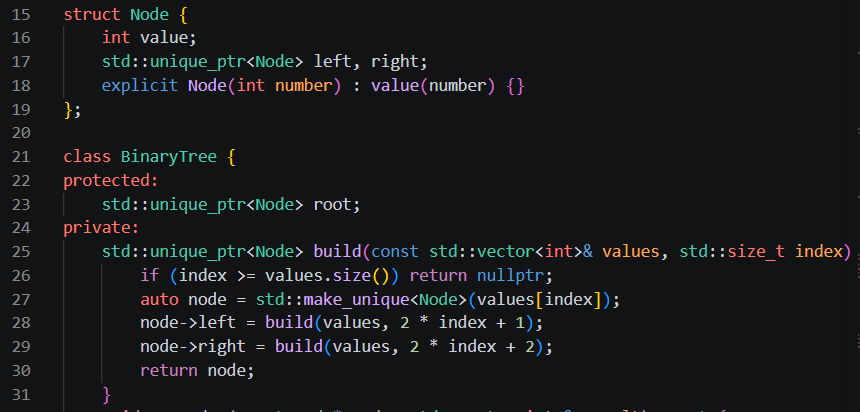 15 struct Node {
16     int value;
17     std::unique_ptr<Node> left, right;
18     explicit Node(int number) : value(number) {}
19 };
20
21 class BinaryTree {
22 protected:
23     std::unique_ptr<Node> root;
24 private:
25     std::unique_ptr<Node> build(const std::vector<int>& values, std::size_t index)
26         if (index >= values.size()) return nullptr;
27         auto node = std::make_unique<Node>(values[index]);
28         node->left = build(values, 2 * index + 1);
29         node->right = build(values, 2 * index + 2);
30         return node;
31     }